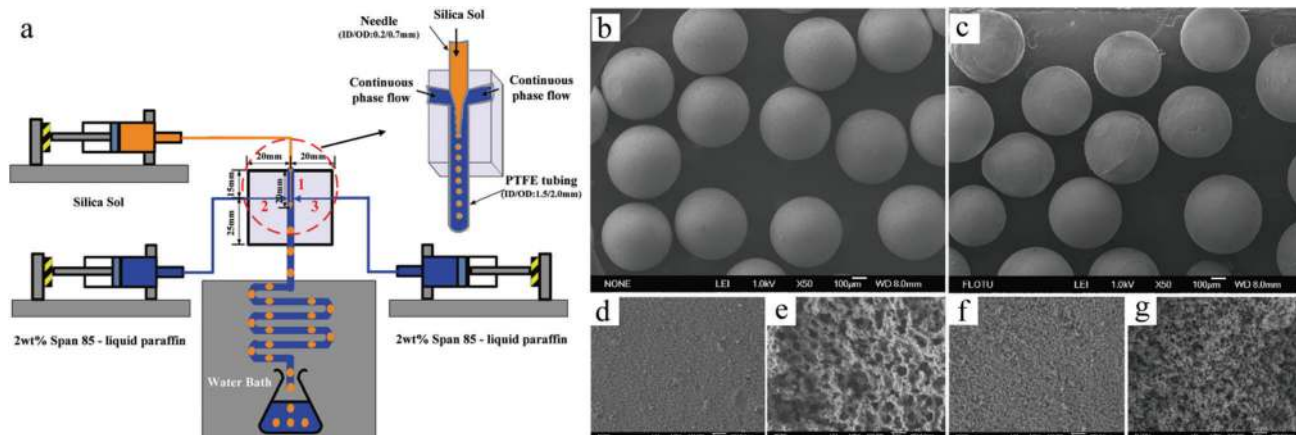 a
Needle
(ID/OD:0.2/0.7mm)
Silica Sol
Continuous
phase flow
Continuous
phase flow
PTFE tubing
(ID/OD:1.5/2.0mm)
20mm
20mm
15mm
20mm
25mm
1
2
3
Silica Sol
2wt% Span 85 - liquid paraffin
2wt% Span 85 - liquid paraffin
Water Bath
b
NONE LEI 1.0kV X50 100μm WD 8.0mm
c
FLOTU LEI 1.0kV X50 100μm WD 8.0mm
d
e
f
g